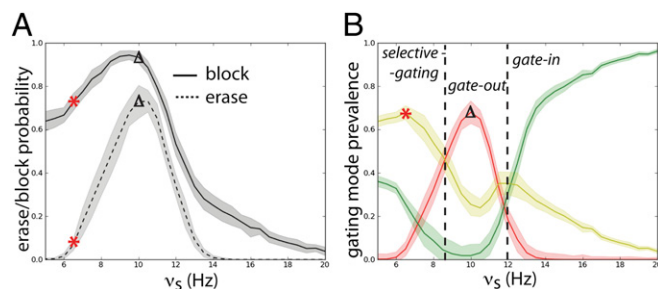 A
erase/block probability
1.0
0.8
0.6
0.4
0.2
0.0
*
*
Δ
Δ
block
erase
6 8 10 12 14 16 18 20
νs (Hz)
B
gating mode prevalence
selective
-gating
gate-out
gate-in
1.0
0.8
0.6
0.4
0.2
0.0
*
Δ
6 8 10 12 14 16 18 20
νs (Hz)